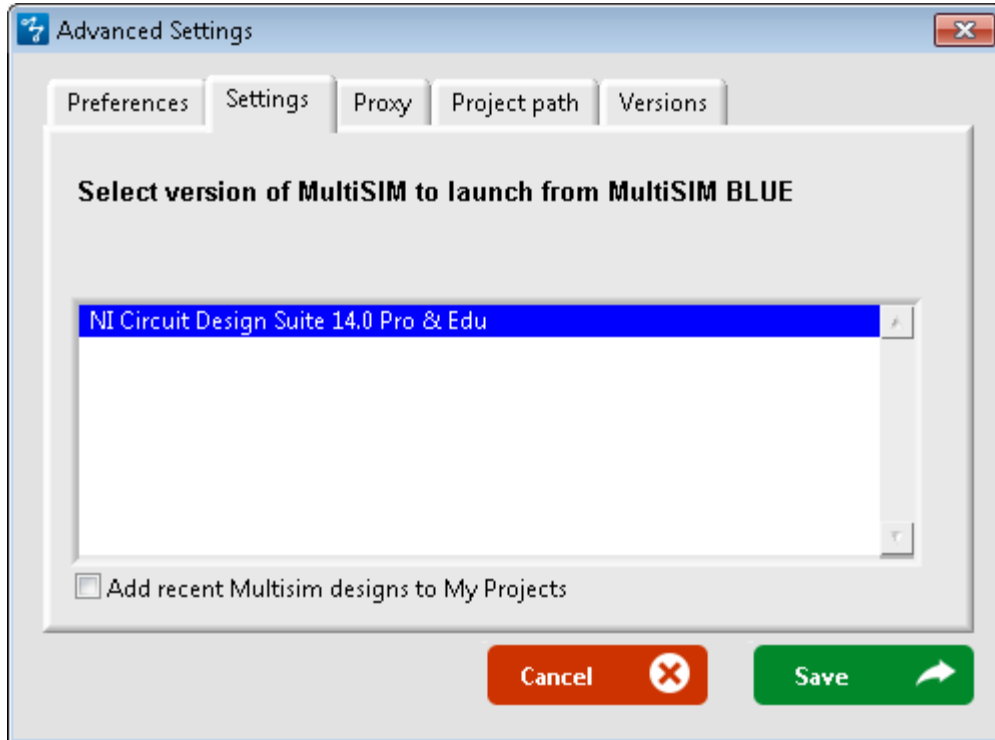 Advanced Settings
Preferences Settings Proxy Project path Versions
Select version of MultiSIM to launch from MultiSIM BLUE
NI Circuit Design Suite 14.0 Pro & Edu
Add recent Multisim designs to My Projects
Cancel Save